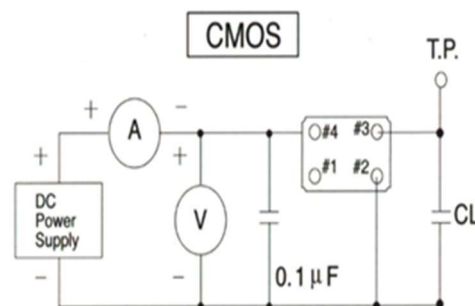 CMOS
T.P.
+ −
A
+ +
#4 #3
#1 #2
DC
Power
Supply
V
CL
− −
0.1μF